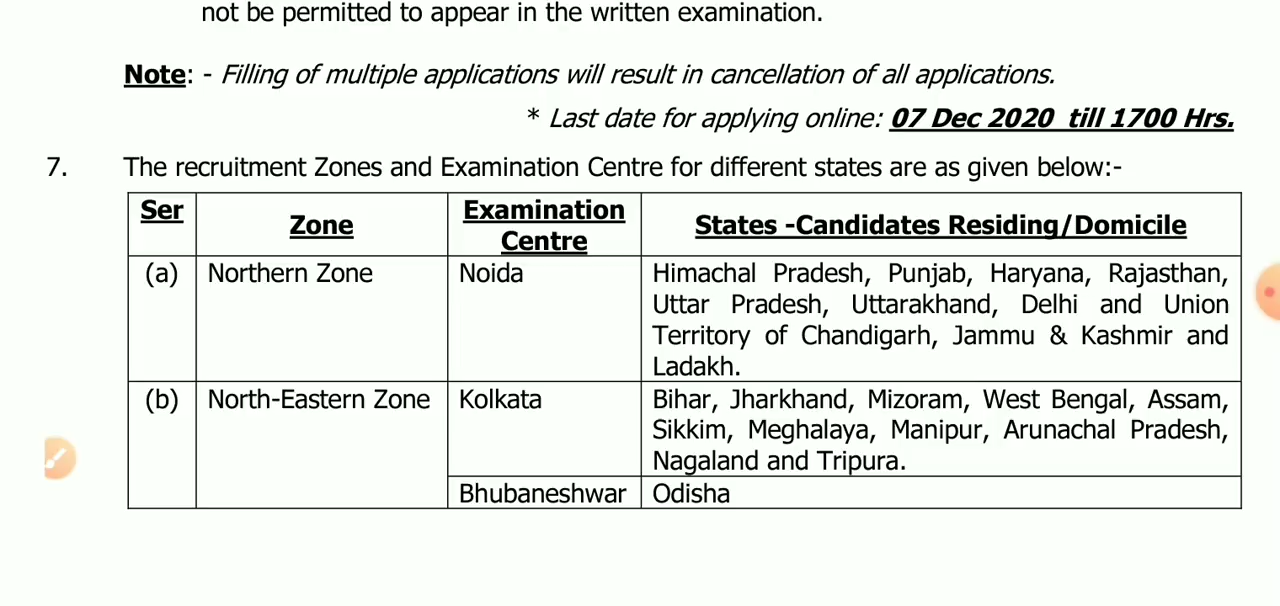 not be permitted to appear in the written examination.
Note: - Filling of multiple applications will result in cancellation of all applications.
* Last date for applying online: 07 Dec 2020 till 1700 Hrs.
7. The recruitment Zones and Examination Centre for different states are as given below:-
Ser Zone Examination Centre States -Candidates Residing/Domicile
(a) Northern Zone Noida Himachal Pradesh, Punjab, Haryana, Rajasthan,
Uttar Pradesh, Uttarakhand, Delhi and Union
Territory of Chandigarh, Jammu & Kashmir and
Ladakh.
(b) North-Eastern Zone Kolkata Bihar, Jharkhand, Mizoram, West Bengal, Assam,
Sikkim, Meghalaya, Manipur, Arunachal Pradesh,
Nagaland and Tripura.
Bhubaneshwar Odisha